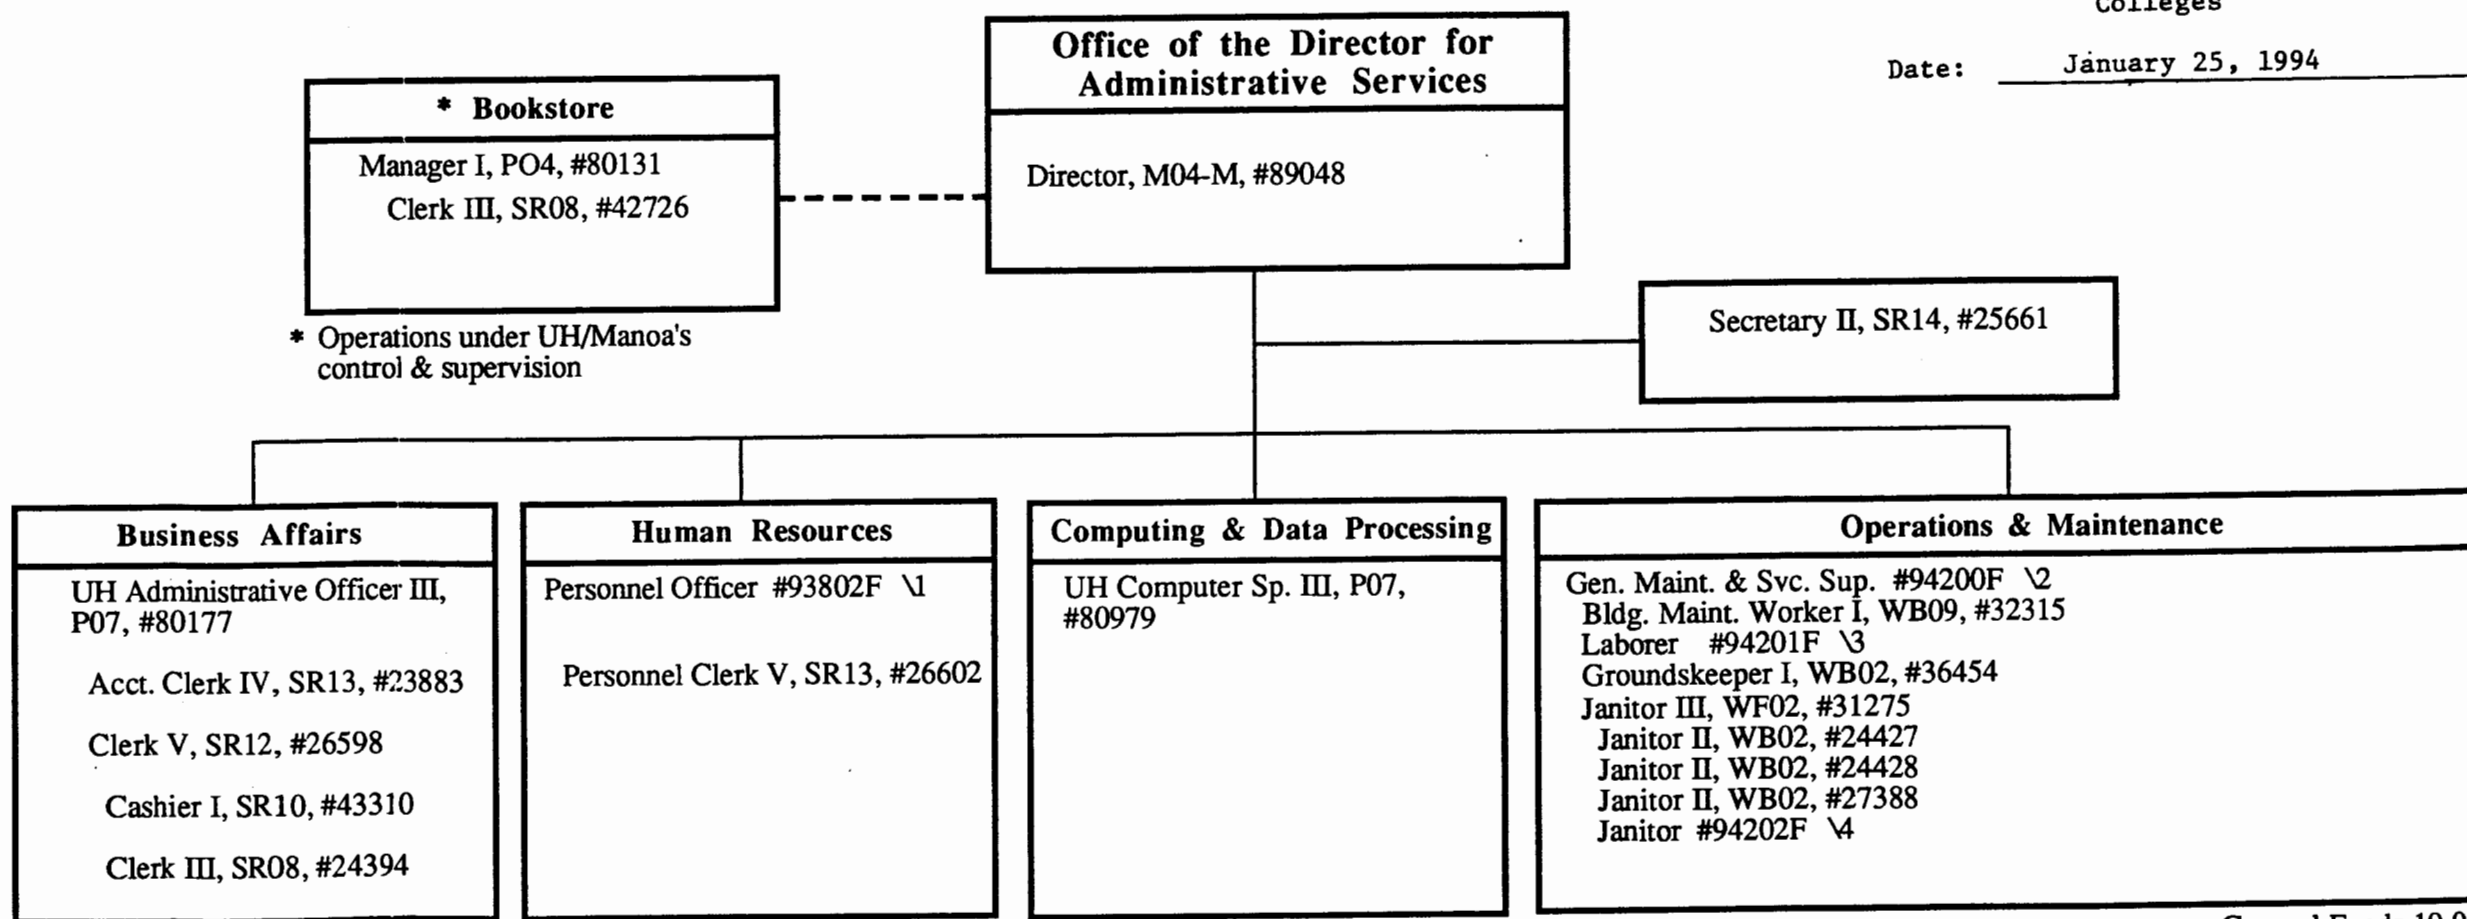 Colleges
Date: January 25, 1994
Office of the Director for
Administrative Services
Director, M04-M, #89048
* Bookstore
Manager I, PO4, #80131
Clerk III, SR08, #42726
* Operations under UH/Manoa's
control & supervision
Secretary II, SR14, #25661
Business Affairs
UH Administrative Officer III,
P07, #80177
Acct. Clerk IV, SR13, #23883
Clerk V, SR12, #26598
Cashier I, SR10, #43310
Clerk III, SR08, #24394
Human Resources
Personnel Officer #93802F \1
Personnel Clerk V, SR13, #26602
Computing & Data Processing
UH Computer Sp. III, P07,
#80979
Operations & Maintenance
Gen. Maint. & Svc. Sup. #94200F \2
Bldg. Maint. Worker I, WB09, #32315
Laborer #94201F \3
Groundskeeper I, WB02, #36454
Janitor III, WF02, #31275
Janitor II, WB02, #24427
Janitor II, WB02, #24428
Janitor II, WB02, #27388
Janitor #94202F \4